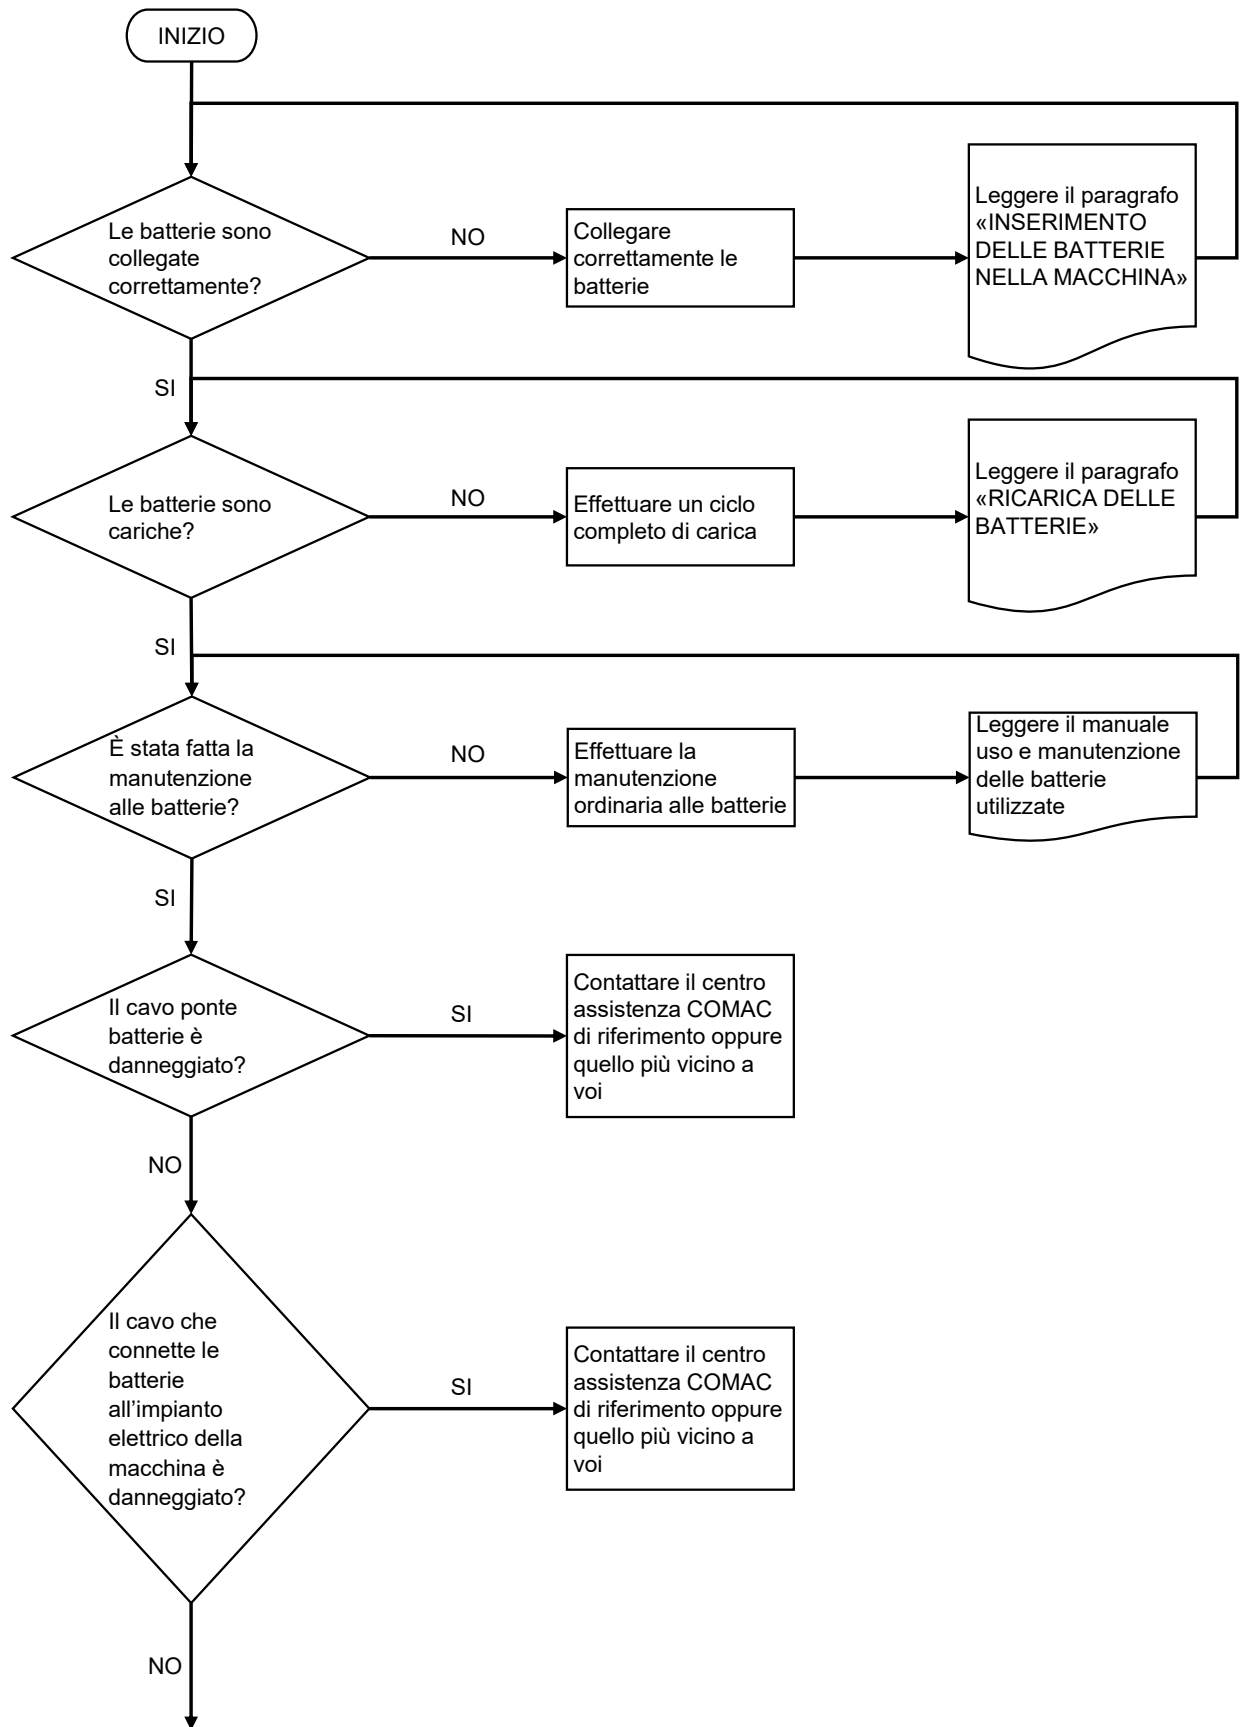 INIZIO
Le batterie sono
collegate
correttamente?
NO
Collegare
correttamente le
batterie
Leggere il paragrafo
«INSERIMENTO
DELLE BATTERIE
NELLA MACCHINA»
SI
Le batterie sono
cariche?
NO
Effettuare un ciclo
completo di carica
Leggere il paragrafo
«RICARICA DELLE
BATTERIE»
SI
È stata fatta la
manutenzione
alle batterie?
NO
Effettuare la
manutenzione
ordinaria alle batterie
Leggere il manuale
uso e manutenzione
delle batterie
utilizzate
SI
Il cavo ponte
batterie è
danneggiato?
SI
Contattare il centro
assistenza COMAC
di riferimento oppure
quello più vicino a
voi
NO
Il cavo che
connette le
batterie
all’impianto
elettrico della
macchina è
danneggiato?
SI
Contattare il centro
assistenza COMAC
di riferimento oppure
quello più vicino a
voi
NO